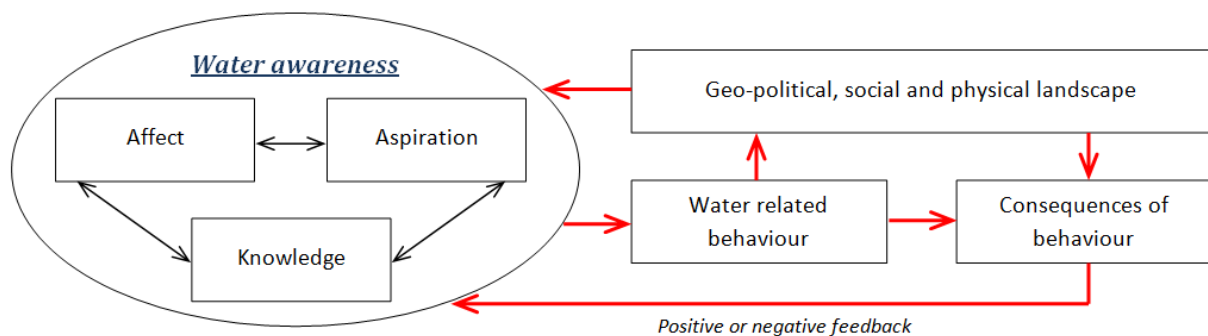 Water awareness
Affect
Aspiration
Knowledge
Geo-political, social and physical landscape
Water related
behaviour
Consequences of
behaviour
Positive or negative feedback